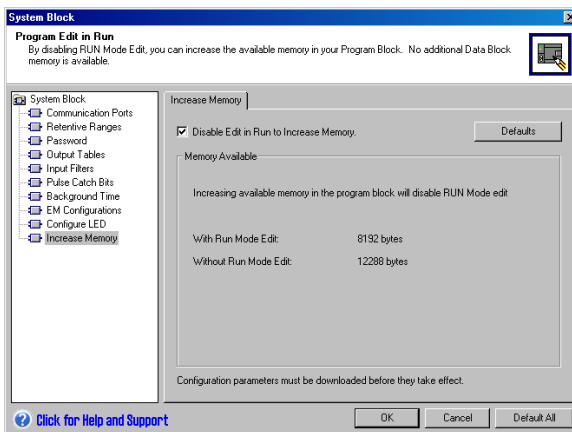 System Block
Program Edit in Run
By disabling RUN Mode Edit, you can increase the available memory in your Program Block. No additional Data Block
memory is available.
System Block
Communication Ports
Retentive Ranges
Password
Output Tables
Input Filters
Pulse Catch Bits
Background Time
EM Configurations
Configure LED
Increase Memory
Increase Memory
Disable Edit in Run to Increase Memory.
Defaults
Memory Available
Increasing available memory in the program block will disable RUN Mode edit
With Run Mode Edit: 8192 bytes
Without Run Mode Edit: 12288 bytes
Configuration parameters must be downloaded before they take effect.
Click for Help and Support
OK Cancel Default All